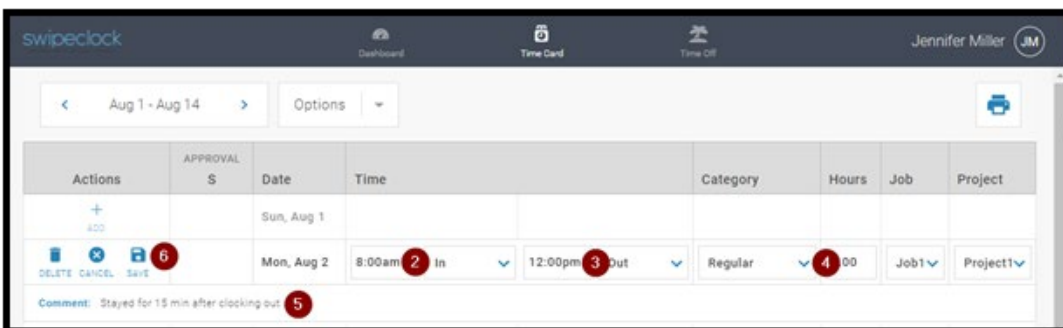 swipeclock
Dashboard
Time Card
Time Off
Jennifer Miller JM
Aug 1 - Aug 14
Options
Actions APPROVAL S Date Time Category Hours Job Project
+
ADD
Sun, Aug 1
DELETE CANCEL SAVE 6 Mon, Aug 2 8:00am 2 In 12:00pm 3 Out Regular 4 00 Job1 Project1
Comment: Stayed for 15 min after clocking out 5